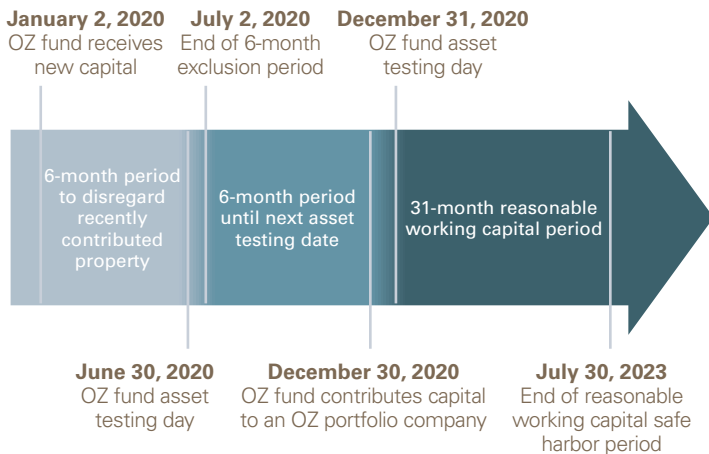 January 2, 2020
OZ fund receives
new capital
July 2, 2020
End of 6-month
exclusion period
December 31, 2020
OZ fund asset
testing day
6-month period
to disregard
recently
contributed
property
6-month period
until next asset
testing date
31-month reasonable
working capital period
June 30, 2020
OZ fund asset
testing day
December 30, 2020
OZ fund contributes capital
to an OZ portfolio company
July 30, 2023
End of reasonable
working capital safe
harbor period